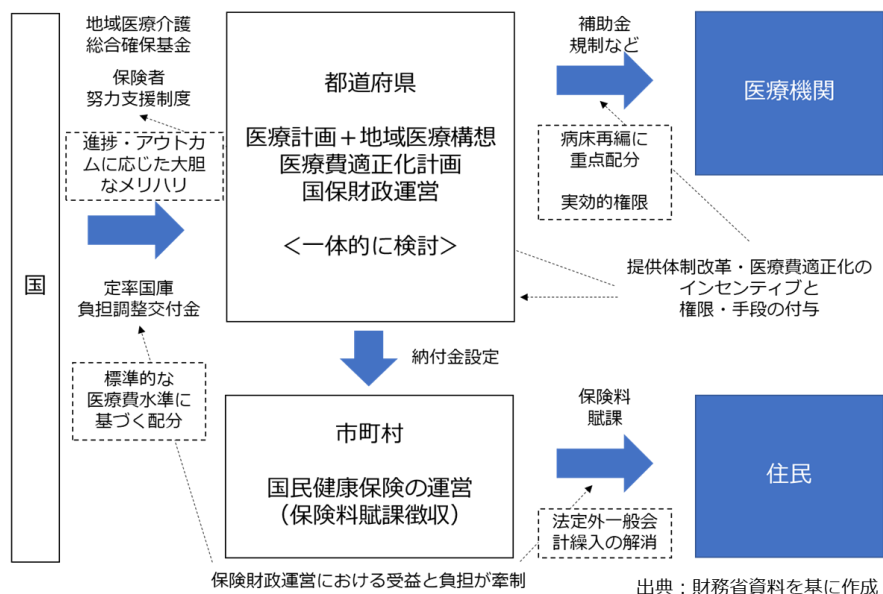 地域医療介護
総合確保基金
保険者
努力支援制度
進捗・アウトカ
ムに応じた大胆
なメリハリ
国
定率国庫
負担調整交付金
標準的な
医療費水準に
基づく配分
都道府県
医療計画＋地域医療構想
医療費適正化計画
国保財政運営
＜一体的に検討＞
補助金
規制など
医療機関
病床再編に
重点配分
実効的権限
提供体制改革・医療費適正化の
インセンティブと
権限・手段の付与
納付金設定
市町村
国民健康保険の運営
（保険料賦課徴収）
保険料
賦課
住民
法定外一般会
計繰入の解消
保険財政運営における受益と負担が牽制
出典：財務省資料を基に作成